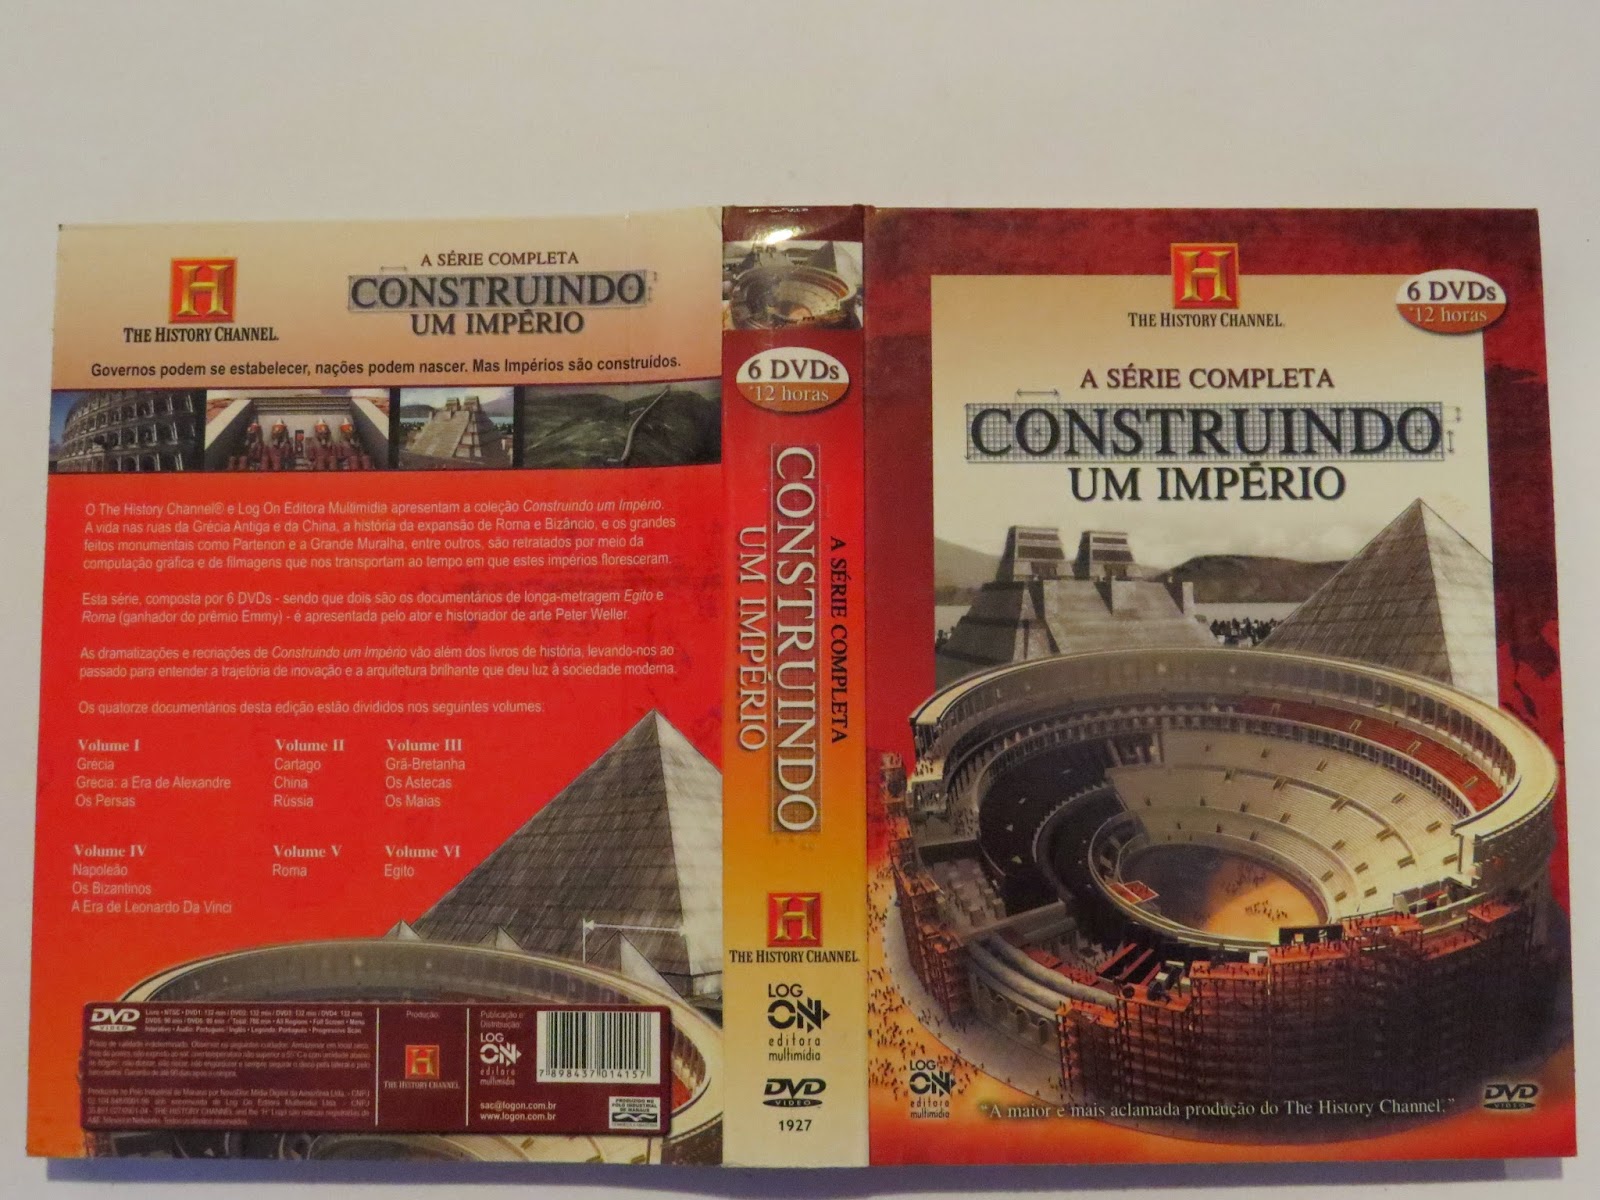 H
THE HISTORY CHANNEL.
A SÉRIE COMPLETA
CONSTRUINDO
UM IMPÉRIO
Governos podem se estabelecer, nações podem nascer. Mas Impérios são construídos.
O The History Channel® e Log On Editora Multimídia apresentam a coleção Construindo um Império.
A vida nas ruas da Grécia Antiga e da China, a história da expansão de Roma e Bizâncio, e os grandes
feitos monumentais como Partenon e a Grande Muralha, entre outros, são retratados por meio da
computação gráfica e de filmagens que nos transportam ao tempo em que estes impérios floresceram.
Esta série, composta por 6 DVDs - sendo que dois são os documentários de longa-metragem Egito e
Roma (ganhador do prêmio Emmy) - é apresentada pelo ator e historiador de arte Peter Weller.
As dramatizações e recriações de Construindo um Império vão além dos livros de história, levando-nos ao
passado para entender a trajetória de inovação e a arquitetura brilhante que deu luz à sociedade moderna.
Os quatorze documentários desta edição estão divididos nos seguintes volumes:
Volume I
Grécia
Grécia: a Era de Alexandre
Os Persas
Volume II
Cartago
China
Rússia
Volume III
Grã-Bretanha
Os Astecas
Os Maias
Volume IV
Napoleão
Os Bizantinos
A Era de Leonardo Da Vinci
Volume V
Roma
Volume VI
Egito
DVD
VIDEO
Produção:
H
THE HISTORY CHANNEL
Publicação e
Distribuição:
LOG
ON
editora
multimídia
sac@logon.com.br
www.logon.com.br
7 898437 014157
PRODUZIDO NO
POLO INDUSTRIAL
DE MANAUS
6 DVDs
*12 horas
A SÉRIE COMPLETA
CONSTRUINDO
UM IMPÉRIO
H
THE HISTORY CHANNEL.
LOG
ON
editora
multimídia
DVD
VIDEO
1927
H
THE HISTORY CHANNEL.
6 DVDs
*12 horas
A SÉRIE COMPLETA
CONSTRUINDO
UM IMPÉRIO
LOG
ON
editora
multimídia
"A maior e mais aclamada produção do The History Channel."
DVD
VIDEO